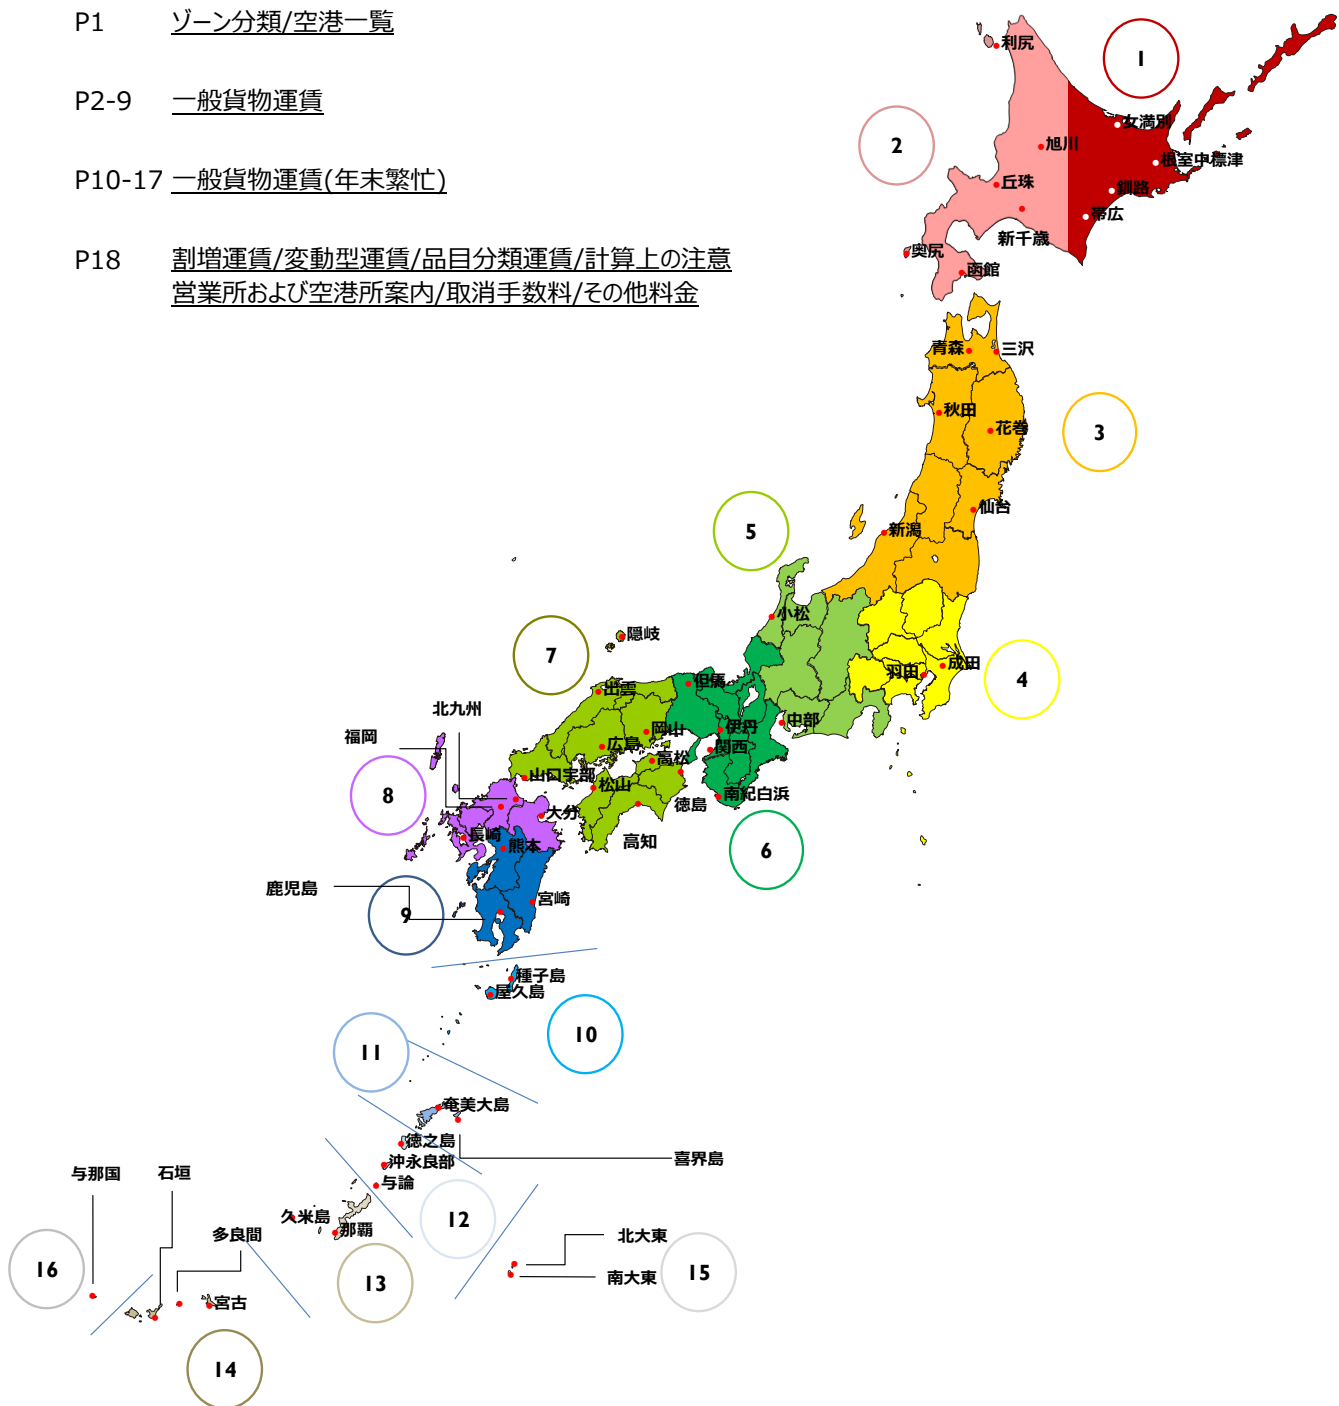 P1 ゾーン分類/空港一覧
P2-9 一般貨物運賃
P10-17 一般貨物運賃(年末繁忙)
P18 割増運賃/変動型運賃/品目分類運賃/計算上の注意
営業所および空港所案内/取消手数料/その他料金
利尻
1
女満別
2
旭川
根室中標津
丘珠
釧路
帯広
新千歳
奥尻
函館
青森
三沢
秋田
花巻
3
仙台
5
新潟
小松
隠岐
7
成田
羽田
4
但馬
出雲
北九州
中部
伊丹
岡山
福岡
広島
関西
高松
山口宇部
松山
8
南紀白浜
徳島
大分
長崎
高知
熊本
6
鹿児島
宮崎
9
種子島
屋久島
10
11
奄美大島
徳之島
喜界島
沖永良部
与那国
石垣
与論
久米島
12
那覇
多良間
北大東
16
15
南大東
13
宮古
14